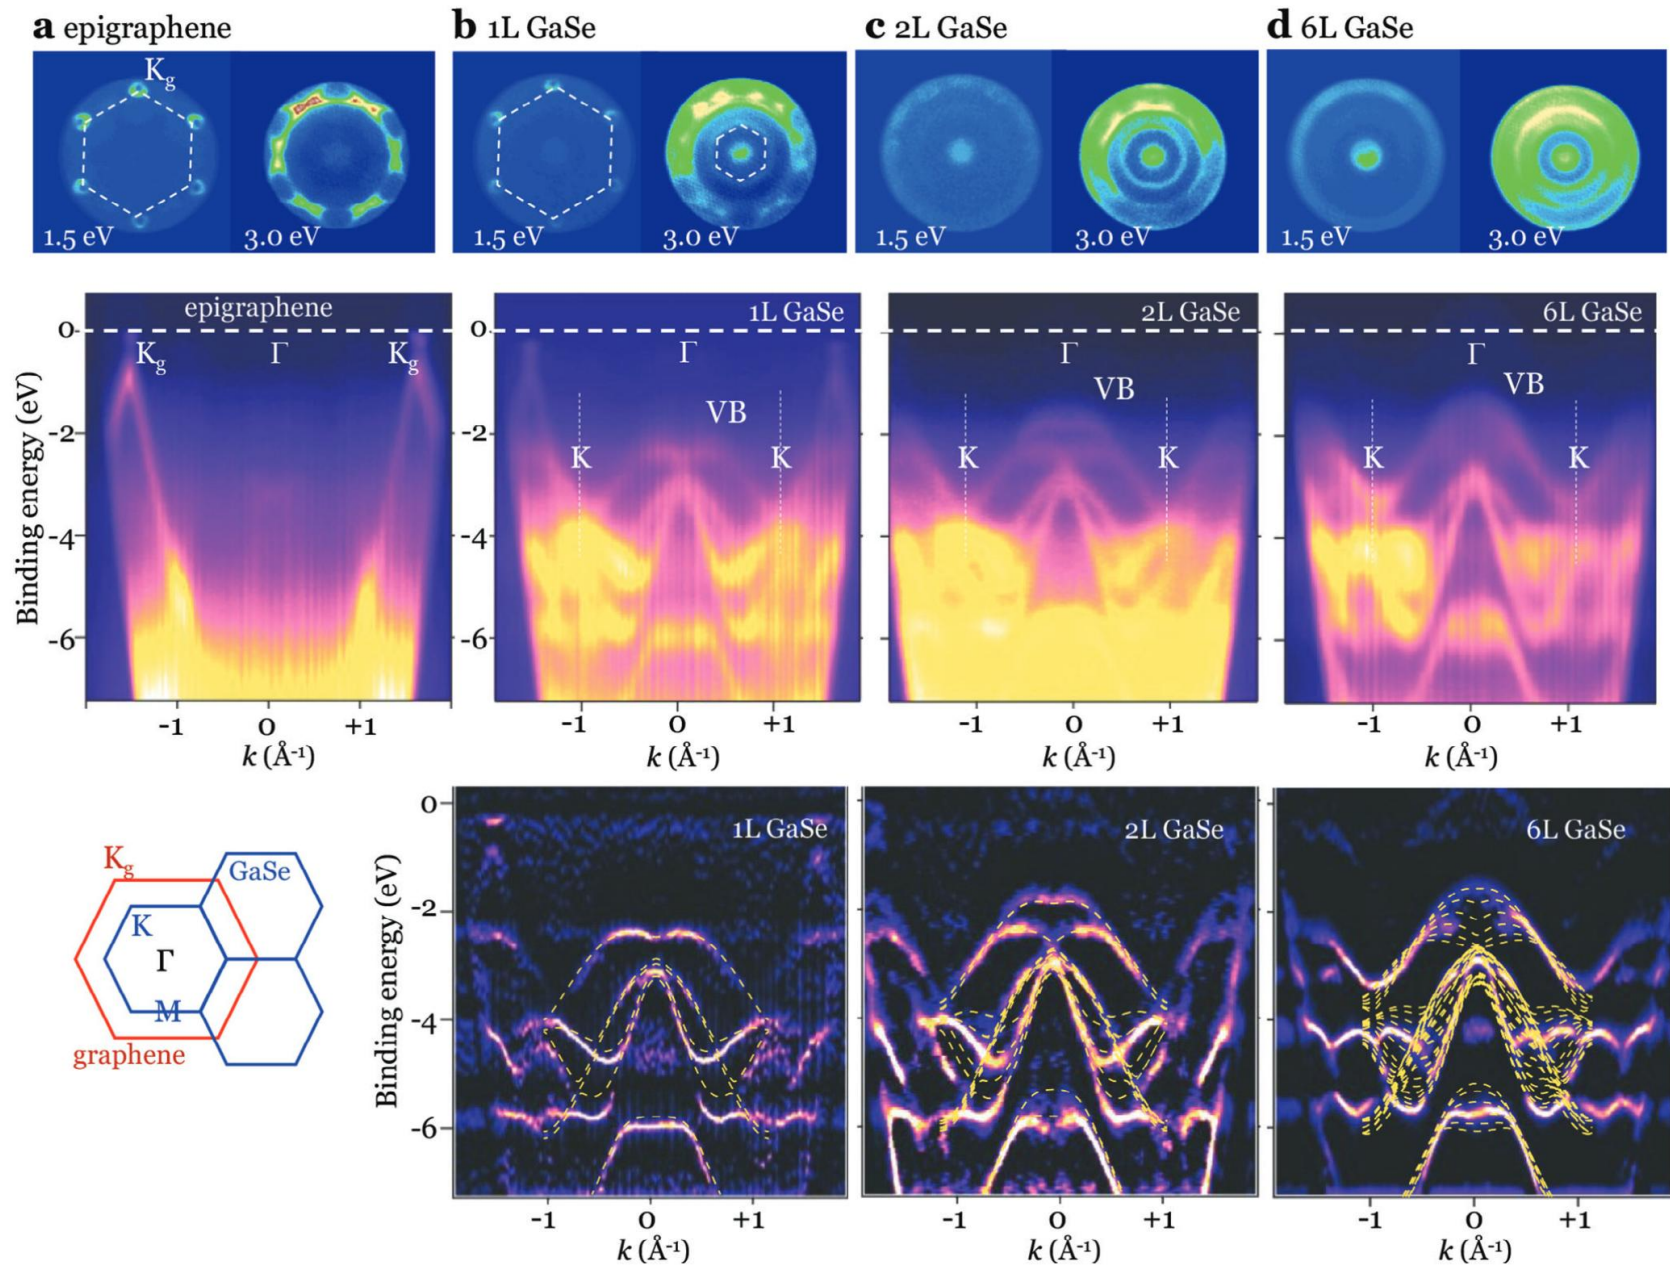 a epigraphene
b 1L GaSe
c 2L GaSe
d 6L GaSe
Kg
1.5 eV
3.0 eV
1.5 eV
3.0 eV
1.5 eV
3.0 eV
1.5 eV
3.0 eV
epigraphene
Kg
Γ
Kg
0
-2
-4
-6
Binding energy (eV)
-1
0
+1
k (Å-1)
1L GaSe
Γ
VB
K
K
0
-2
-4
-6
-1
0
+1
k (Å-1)
2L GaSe
Γ
VB
K
K
-1
0
+1
k (Å-1)
6L GaSe
Γ
VB
K
K
-1
0
+1
k (Å-1)
Kg
GaSe
K
Γ
M
graphene
1L GaSe
0
-2
-4
-6
Binding energy (eV)
-1
0
+1
k (Å-1)
2L GaSe
-1
0
+1
k (Å-1)
6L GaSe
-1
0
+1
k (Å-1)